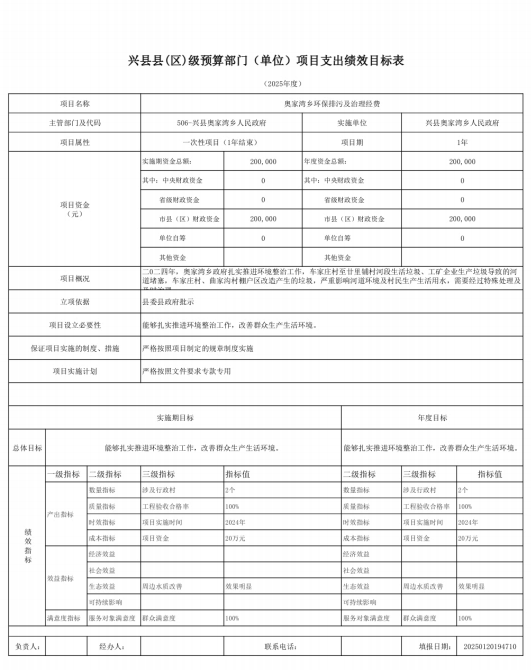 兴县县(区)级预算部门（单位）项目支出绩效目标表
（2025年度）
项目名称 奥家湾乡环保排污及治理经费
主管部门及代码 506-兴县奥家湾乡人民政府 实施单位 兴县奥家湾乡人民政府
项目属性 一次性项目（1年结束） 项目期 1年
项目资金（元）
实施期资金总额： 200,000 年度资金总额： 200,000
其中：中央财政资金 0 其中：中央财政资金 0
省级财政资金 0 省级财政资金 0
市县（区）财政资金 200,000 市县（区）财政资金 200,000
单位自筹 0 单位自筹 0
其他资金 其他资金
项目概况
二0二四年，奥家湾乡政府扎实推进环境整治工作，车家庄村至甘里铺村河段生活垃圾、工矿企业生产垃圾导致的河
道堵塞，车家庄村、曲家沟村棚户区改造产生的垃圾，严重影响河道环境及村民生产生活用水，需要经过特殊处理及
立项依据 县委县政府批示
项目设立必要性 能够扎实推进环境整治工作，改善群众生产生活环境。
保证项目实施的制度、措施 严格按照项目制定的规章制度实施
项目实施计划 严格按照文件要求专款专用
实施期目标 年度目标
总体目标 能够扎实推进环境整治工作，改善群众生产生活环境。 能够扎实推进环境整治工作，改善群众生产生活环境。
绩效指标
一级指标 二级指标 三级指标 指标值 二级指标 三级指标 指标值
产出指标
数量指标 涉及行政村 2个 数量指标 涉及行政村 2个
质量指标 工程验收合格率 100% 质量指标 工程验收合格率 100%
时效指标 项目实施时间 2024年 时效指标 项目实施时间 2024年
成本指标 项目资金 20万元 成本指标 项目资金 20万元
效益指标
经济效益 经济效益
社会效益 社会效益
生态效益 周边水质改善 效果明显 生态效益 周边水质改善 效果明显
可持续影响 可持续影响
满意度指标 服务对象满意度 群众满意度 100% 服务对象满意度 群众满意度 100%
负责人： 经办人： 联系电话： 填报日期： 20250120194710